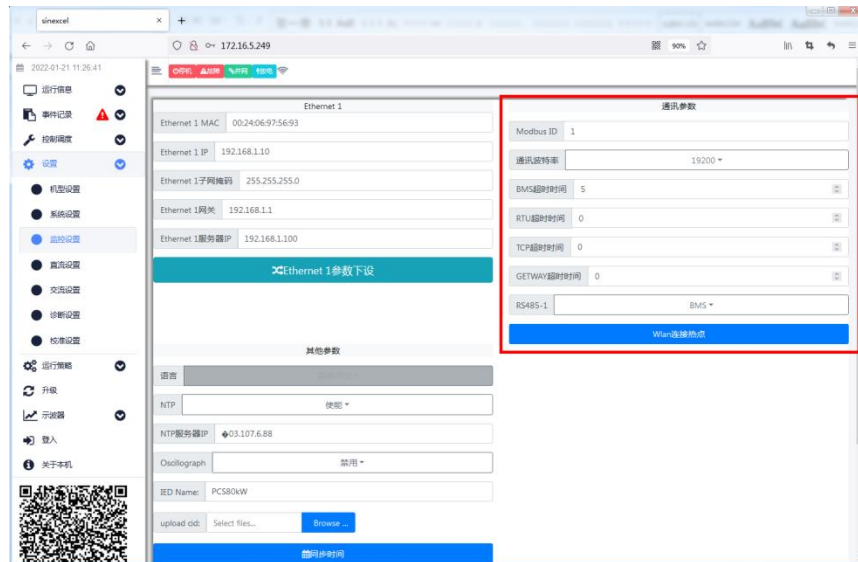 sinexcel
172.16.5.249
90%
2022-01-21 11:26:41
停机 故障 并网 放电
运行信息
事件记录
控制调度
设置
机型设置
系统设置
监控设置
直流设置
交流设置
诊断设置
校准设置
运行策略
升级
示波器
登入
关于本机
Ethernet 1
Ethernet 1 MAC 00:24:06:97:56:93
Ethernet 1 IP 192.168.1.10
Ethernet 1子网掩码 255.255.255.0
Ethernet 1网关 192.168.1.1
Ethernet 1服务器IP 192.168.1.100
Ethernet 1参数下设
其他参数
语言
NTP 使能
NTP服务器IP �03.107.6.88
Oscillograph 禁用
IED Name: PCS80kW
upload cid: Select files... Browse ...
同步时间
通讯参数
Modbus ID 1
通讯波特率 19200
BMS超时时间 5
RTU超时时间 0
TCP超时时间 0
GETWAY超时时间 0
RS485-1 BMS
Wlan连接热点